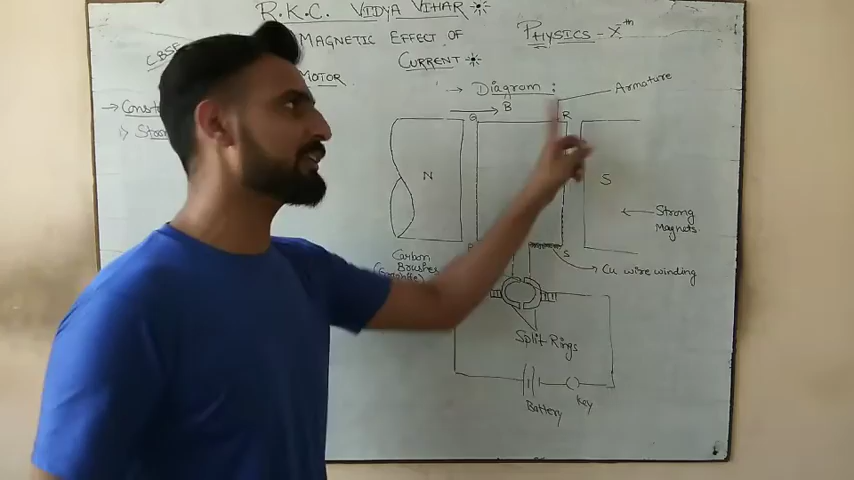 R.K.C. VIDYA VIHAR
PHYSICS - Xth
CBSE
MAGNETIC EFFECT OF
CURRENT
MOTOR
→ Diagram :
Armature
B
Q
R
N
S
Strong
Magnets.
Carbon
Brushes
S
Cu wire winding
Split Rings
Battery
Key